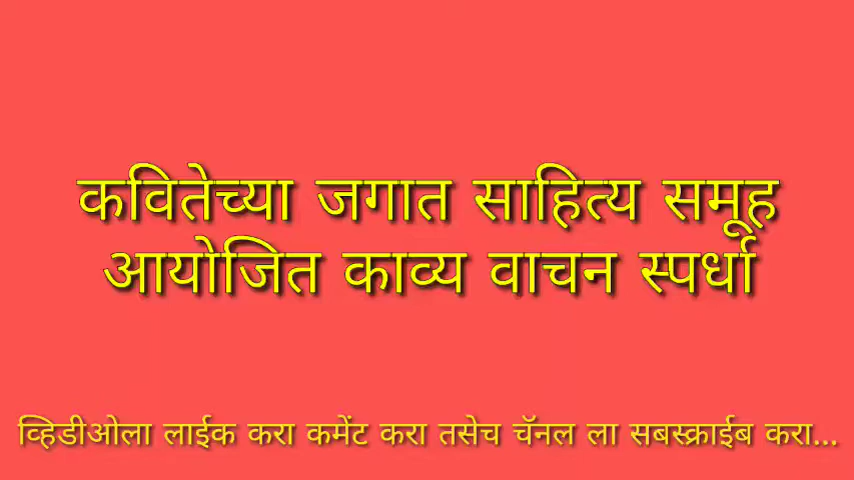 कवितेच्या जगात साहित्य समूह
आयोजित काव्य वाचन स्पर्धा
व्हिडीओला लाईक करा कमेंट करा तसेच चॅनल ला सबस्क्राईब करा...